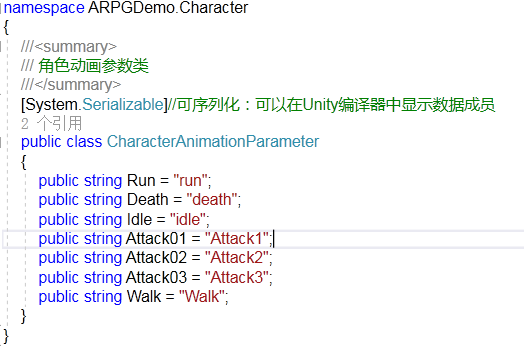 namespace ARPGDemo.Character
{
///<summary>
/// 角色动画参数类
///</summary>
[System.Serializable]//可序列化：可以在Unity编译器中显示数据成员
2 个引用
public class CharacterAnimationParameter
{
public string Run = "run";
public string Death = "death";
public string Idle = "idle";
public string Attack01 = "Attack1";
public string Attack02 = "Attack2";
public string Attack03 = "Attack3";
public string Walk = "Walk";
}
}